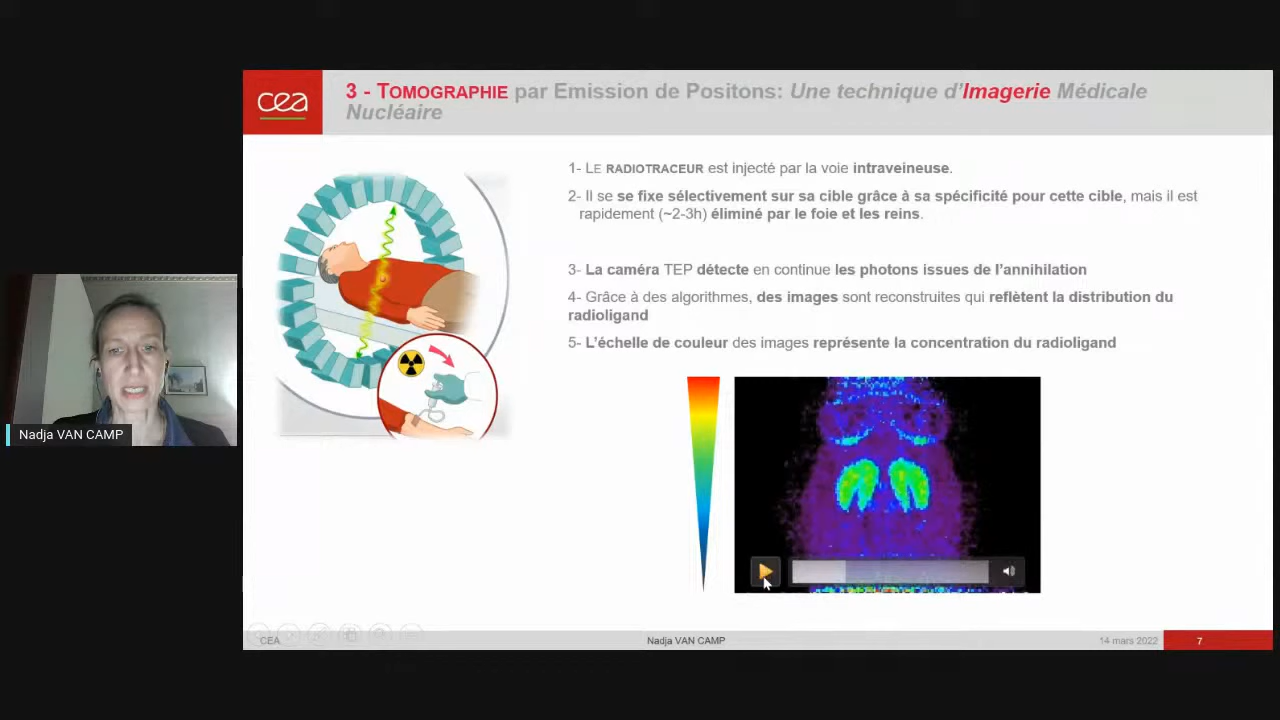 cea
3 - TOMOGRAPHIE par Emission de Positons: Une technique d'Imagerie Médicale
Nucléaire
1- LE RADIOTRACEUR est injecté par la voie intraveineuse.
2- Il se se fixe sélectivement sur sa cible grâce à sa spécificité pour cette cible, mais il est
rapidement (~2-3h) éliminé par le foie et les reins.
3- La caméra TEP détecte en continue les photons issues de l'annihilation
4- Grâce à des algorithmes, des images sont reconstruites qui reflètent la distribution du
radioligand
5- L'échelle de couleur des images représente la concentration du radioligand
Nadja VAN CAMP
CEA
Nadja VAN CAMP
14 mars 2022
7